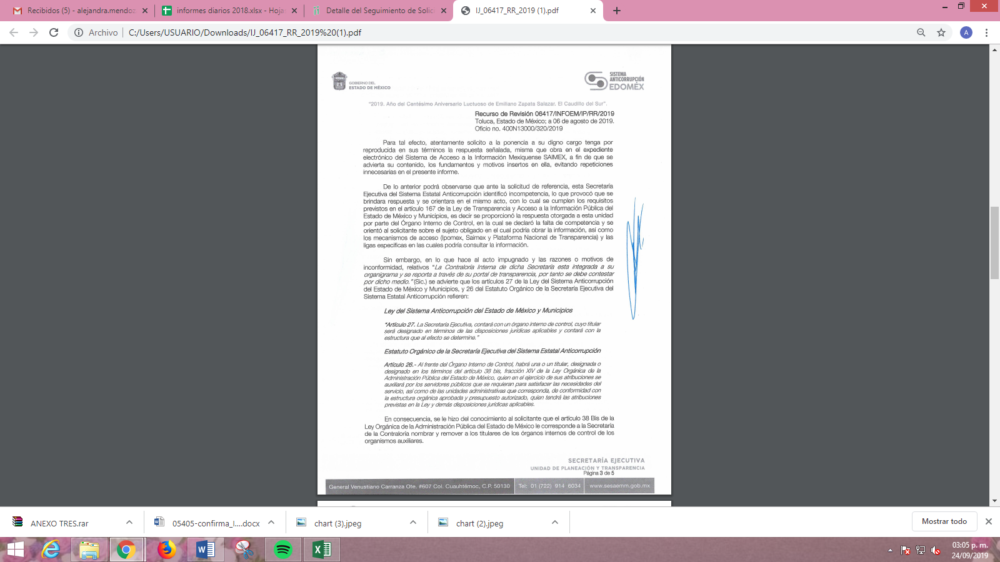 Recibidos (5) - alejandra.mendoz
informes diarios 2018.xlsx - Hoja
Detalle del Seguimiento de Solic
IJ_06417_RR_2019 (1).pdf
Archivo
C:/Users/USUARIO/Downloads/IJ_06417_RR_2019%20(1).pdf
A
GOBIERNO DEL
ESTADO DE MÉXICO
SISTEMA
ANTICORRUPCIÓN
EDOMÉX
"2019. Año del Centésimo Aniversario Luctuoso de Emiliano Zapata Salazar. El Caudillo del Sur".
Recurso de Revisión 06417/INFOEM/IP/RR/2019
Toluca, Estado de México; a 06 de agosto de 2019.
Oficio no. 400N13000/320/2019
Para tal efecto, atentamente solicito a la ponencia a su digno cargo tenga por
reproducida en sus términos la respuesta señalada, misma que obra en el expediente
electrónico del Sistema de Acceso a la Información Mexiquense SAIMEX, a fin de que se
advierta su contenido, los fundamentos y motivos insertos en ella, evitando repeticiones
innecesarias en el presente informe.
De lo anterior podrá observarse que ante la solicitud de referencia, esta Secretaría
Ejecutiva del Sistema Estatal Anticorrupción identificó incompetencia, lo que provocó que se
brindara respuesta y se orientara en el mismo acto, con lo cual se cumplen los requisitos
previstos en el artículo 167 de la Ley de Transparencia y Acceso a la Información Pública del
Estado de México y Municipios, es decir se proporcionó la respuesta otorgada a esta unidad
por parte del Órgano Interno de Control, en la cual se declaró la falta de competencia y se
orientó al solicitante sobre el sujeto obligado en el cual podría obrar la información, así como
los mecanismos de acceso (Ipomex, Saimex y Plataforma Nacional de Transparencia) y las
ligas específicas en las cuales podría consultar la información.
Sin embargo, en lo que hace al acto impugnado y las razones o motivos de
inconformidad, relativos "La Contraloría Interna de dicha Secretaría esta integrada a su
organigrama y se reporta a través de su portal de transparencia, por tanto se debe contestar
por dicho medio."(Sic.) se advierte que los artículos 27 de la Ley del Sistema Anticorrupción
del Estado de México y Municipios, y 26 del Estatuto Orgánico de la Secretaría Ejecutiva del
Sistema Estatal Anticorrupción refieren:
Ley del Sistema Anticorrupción del Estado de México y Municipios
"Artículo 27. La Secretaría Ejecutiva, contará con un órgano interno de control, cuyo titular
será designado en términos de las disposiciones jurídicas aplicables y contará con la
estructura que al efecto se determine."
Estatuto Orgánico de la Secretaría Ejecutiva del Sistema Estatal Anticorrupción
Artículo 26.- Al frente del Órgano Interno de Control, habrá una o un titular, designada o
designado en los términos del artículo 38 bis, fracción XIV de la Ley Orgánica de la
Administración Pública del Estado de México, quien en el ejercicio de sus atribuciones se
auxiliará por los servidores públicos que se requieran para satisfacer las necesidades del
servicio, así como de las unidades administrativas que corresponda, de conformidad con
la estructura orgánica aprobada y presupuesto autorizado, quien tendrá las atribuciones
previstas en la Ley y demás disposiciones jurídicas aplicables.
En consecuencia, se le hizo del conocimiento al solicitante que el artículo 38 Bis de la
Ley Orgánica de la Administración Pública del Estado de México le corresponde a la Secretaría
de la Contraloría nombrar y remover a los titulares de los órganos internos de control de los
organismos auxiliares.
SECRETARÍA EJECUTIVA
UNIDAD DE PLANEACIÓN Y TRANSPARENCIA
Página 3 de 5
General Venustiano Carranza Ote. #607 Col. Cuauhtémoc, C.P. 50130
Tel: 01 (722) 914 6034
www.sesaemm.gob.mx
ANEXO TRES.rar
05405-confirma_I....docx
chart (3).jpeg
chart (2).jpeg
Mostrar todo
03:05 p. m.
24/09/2019